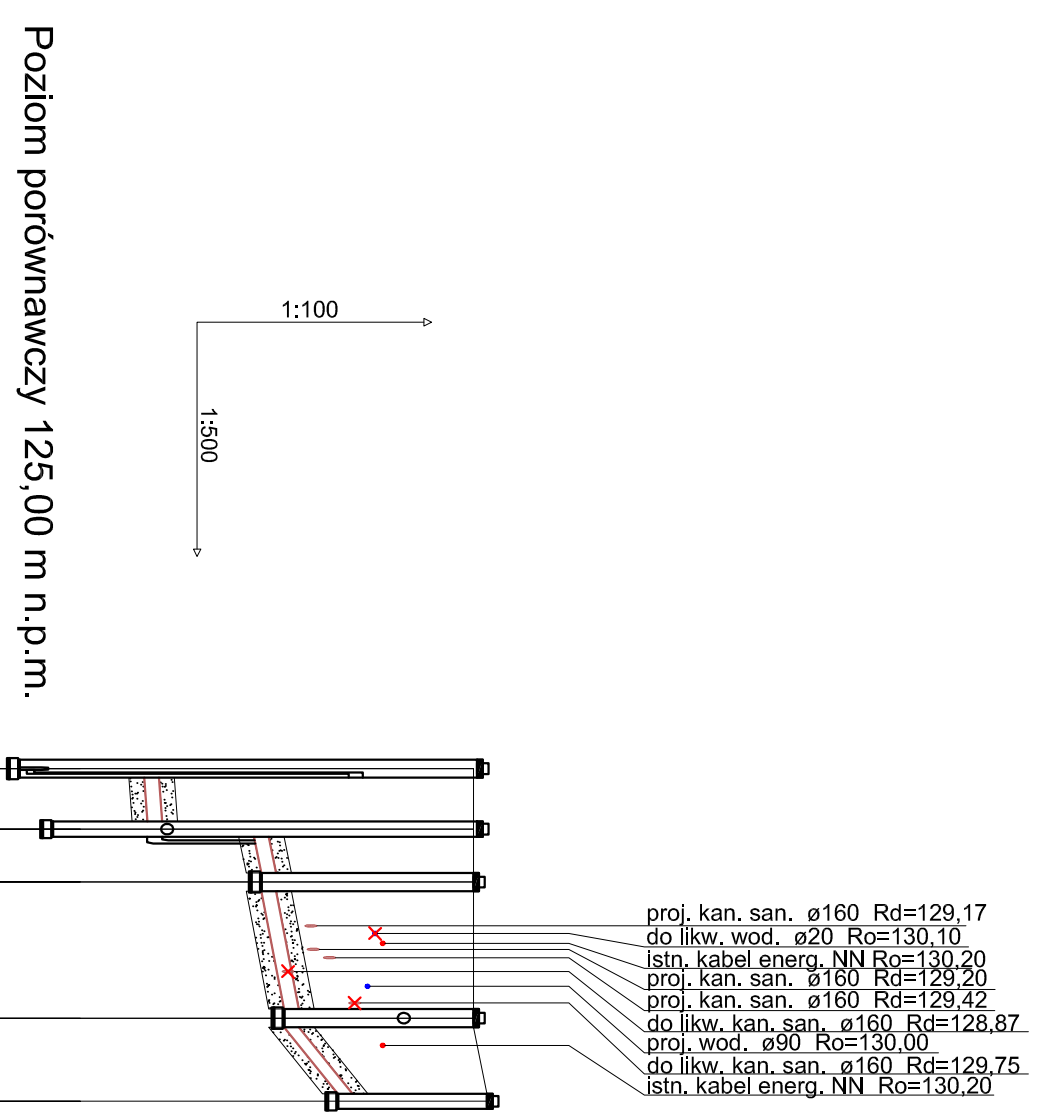 Poziom porównawczy 125,00 m n.p.m.
1:100
1:500
proj. kan. san. ø160 Rd=129,17
do likw. wod. ø20 Ro=130,10
istn. kabel energ. NN Ro=130,20
proj. kan. san. ø160 Rd=129,20
proj. kan. san. ø160 Rd=129,42
do likw. kan. san. ø160 Rd=128,87
proj. wod. ø90 Ro=130,00
do likw. kan. san. ø160 Rd=129,75
istn. kabel energ. NN Ro=130,20